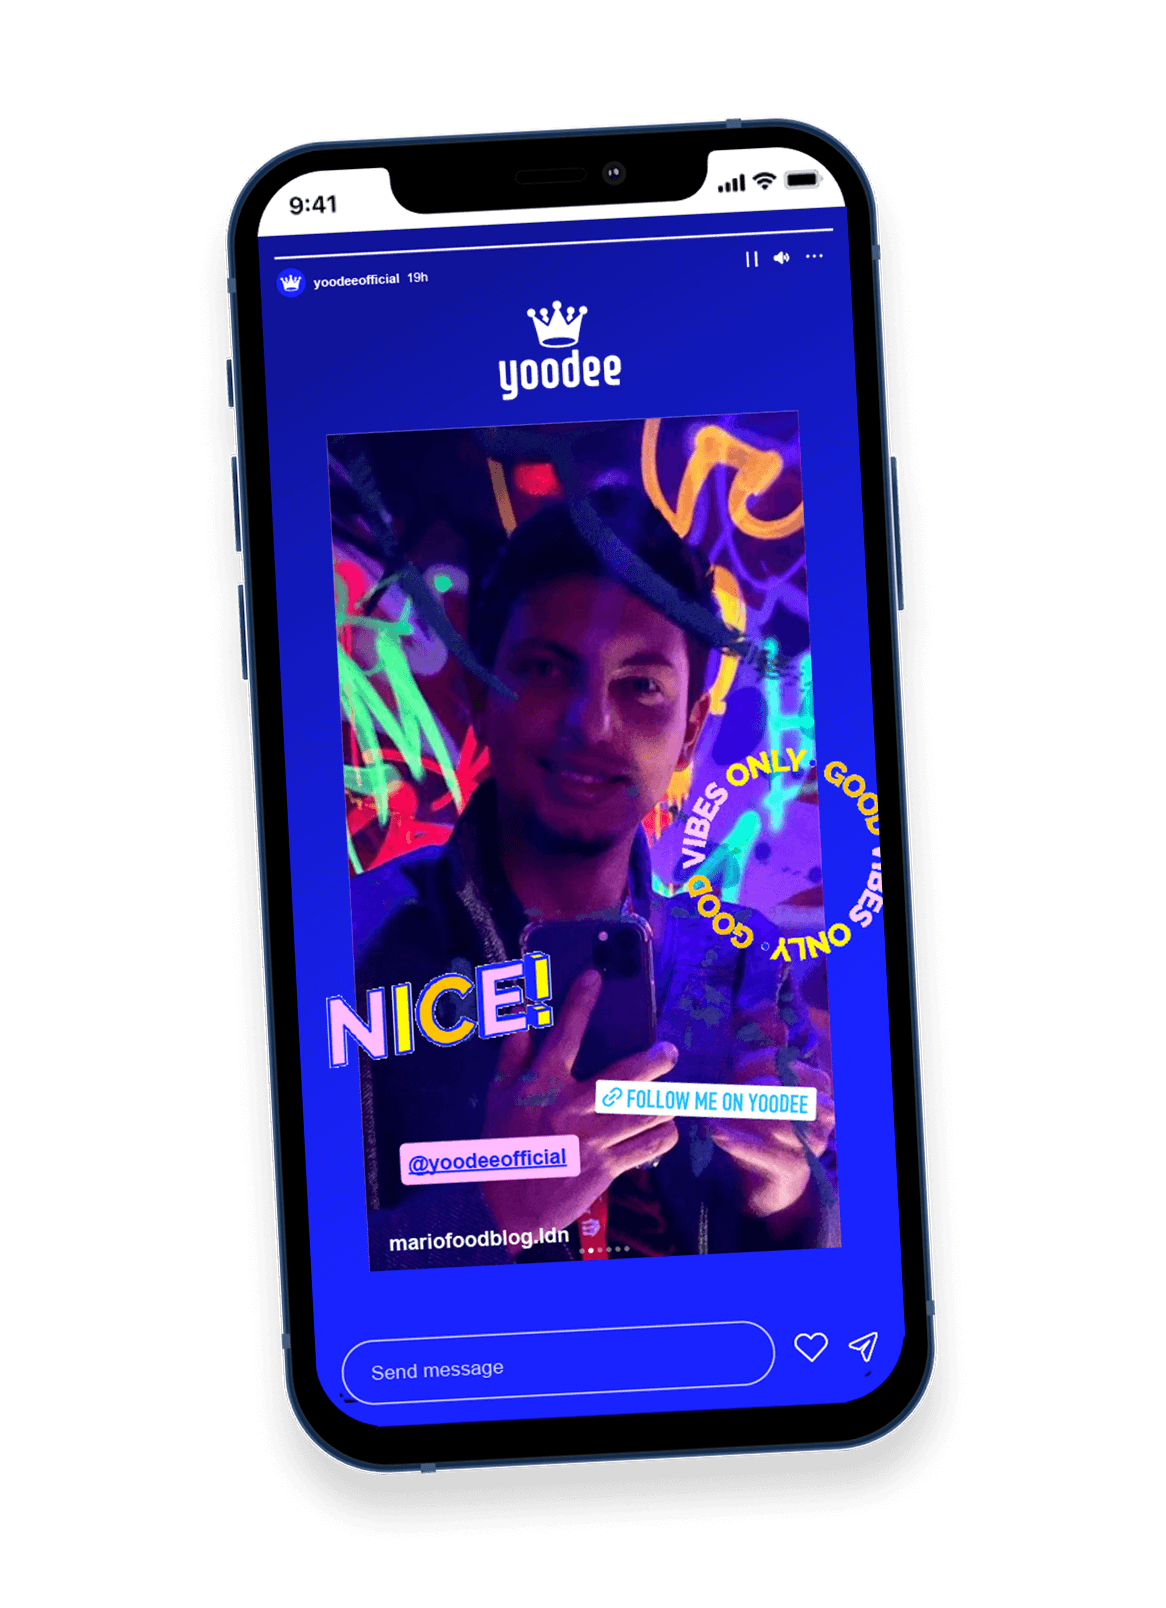 9:41
yoodeeofficial 19h
yoodee
GOOD VIBES ONLY · GOOD VIBES ONLY ·
NICE!
FOLLOW ME ON YOODEE
@yoodeeofficial
mariofoodblog.ldn
Send message